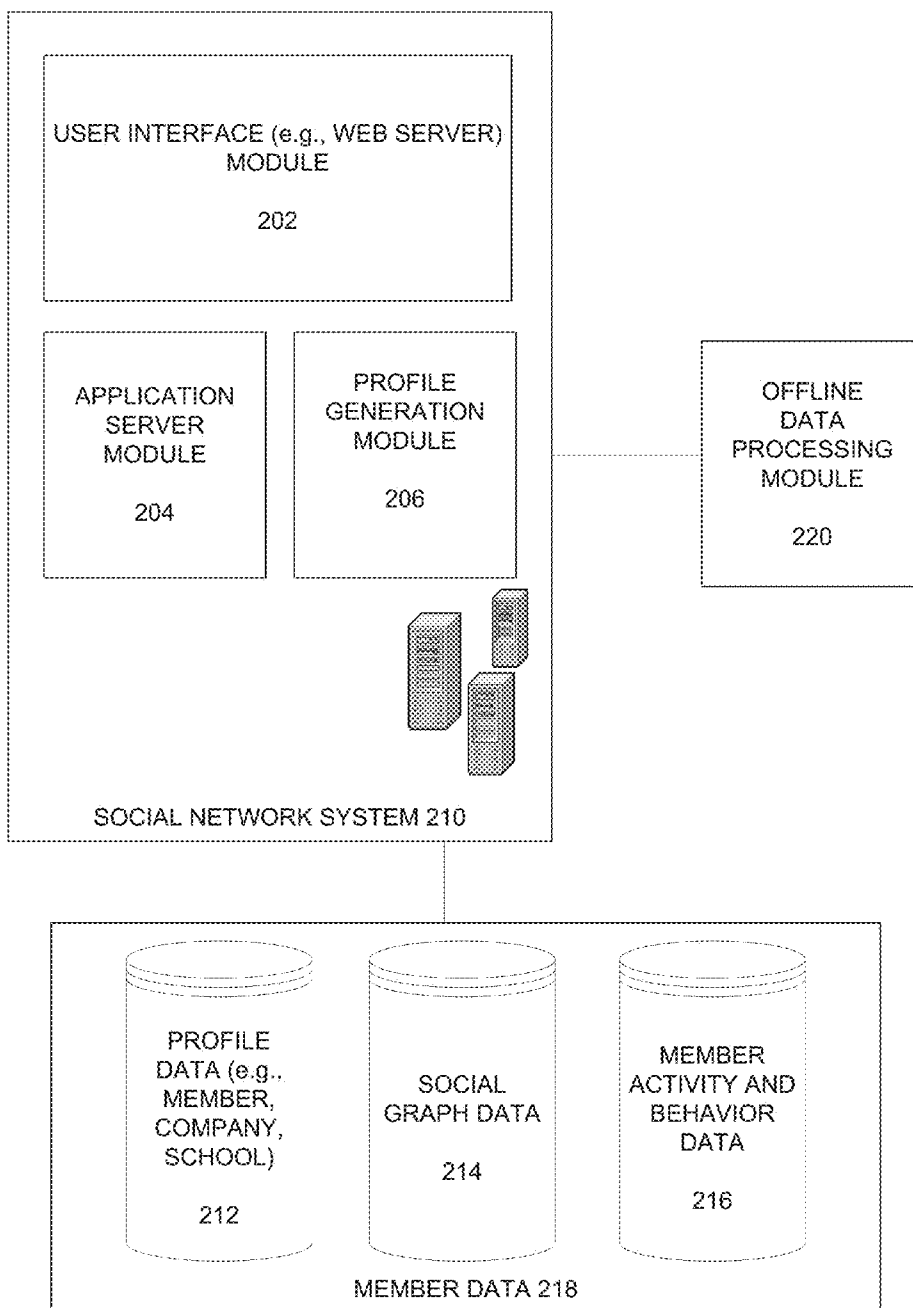 USER INTERFACE (e.g., WEB SERVER)
MODULE
202
APPLICATION
SERVER
MODULE
204
PROFILE
GENERATION
MODULE
206
OFFLINE
DATA
PROCESSING
MODULE
220
SOCIAL NETWORK SYSTEM 210
PROFILE
DATA (e.g.,
MEMBER,
COMPANY,
SCHOOL)
212
SOCIAL
GRAPH DATA
214
MEMBER
ACTIVITY AND
BEHAVIOR
DATA
216
MEMBER DATA 218